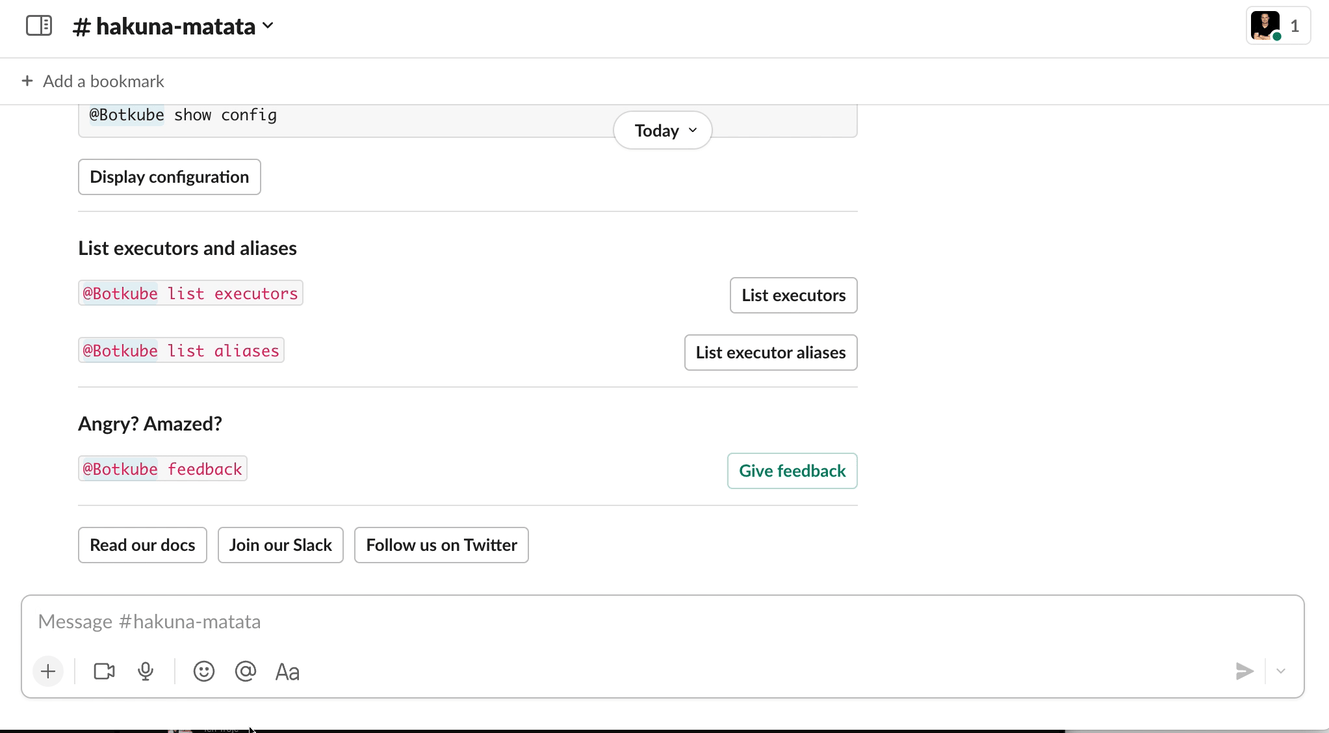 # hakuna-matata
1
+ Add a bookmark
@Botkube show config
Today
Display configuration
List executors and aliases
@Botkube list executors
List executors
@Botkube list aliases
List executor aliases
Angry? Amazed?
@Botkube feedback
Give feedback
Read our docs Join our Slack Follow us on Twitter
Message #hakuna-matata
Aa